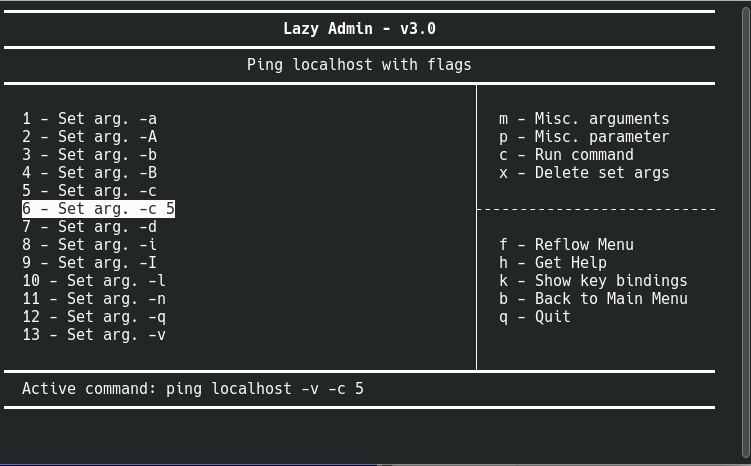 Lazy Admin - v3.0
Ping localhost with flags
1 - Set arg. -a
2 - Set arg. -A
3 - Set arg. -b
4 - Set arg. -B
5 - Set arg. -c
6 - Set arg. -c 5
7 - Set arg. -d
8 - Set arg. -i
9 - Set arg. -I
10 - Set arg. -l
11 - Set arg. -n
12 - Set arg. -q
13 - Set arg. -v
m - Misc. arguments
p - Misc. parameter
c - Run command
x - Delete set args
f - Reflow Menu
h - Get Help
k - Show key bindings
b - Back to Main Menu
q - Quit
Active command: ping localhost -v -c 5